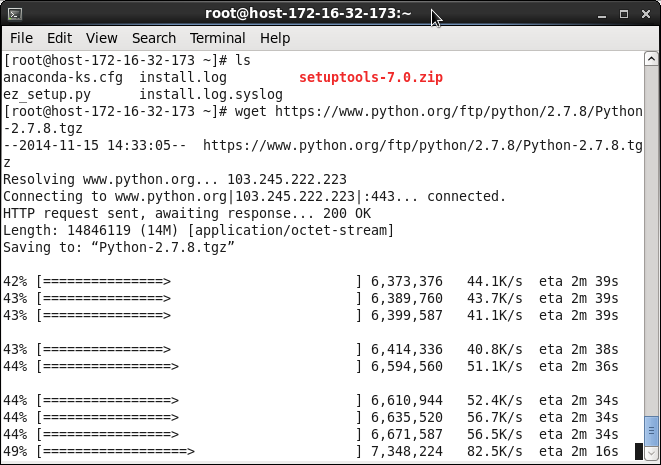 root@host-172-16-32-173:~
File Edit View Search Terminal Help
[root@host-172-16-32-173 ~]# ls
anaconda-ks.cfg  install.log         setuptools-7.0.zip
ez_setup.py      install.log.syslog
[root@host-172-16-32-173 ~]# wget https://www.python.org/ftp/python/2.7.8/Python
-2.7.8.tgz
--2014-11-15 14:33:05--  https://www.python.org/ftp/python/2.7.8/Python-2.7.8.tg
z
Resolving www.python.org... 103.245.222.223
Connecting to www.python.org|103.245.222.223|:443... connected.
HTTP request sent, awaiting response... 200 OK
Length: 14846119 (14M) [application/octet-stream]
Saving to: “Python-2.7.8.tgz”
42% [===============>                       ] 6,373,376   44.1K/s  eta 2m 39s
43% [===============>                       ] 6,389,760   43.7K/s  eta 2m 39s
43% [===============>                       ] 6,399,587   41.1K/s  eta 2m 39s
43% [===============>                       ] 6,414,336   40.8K/s  eta 2m 38s
44% [================>                      ] 6,594,560   51.1K/s  eta 2m 36s
44% [================>                      ] 6,610,944   52.4K/s  eta 2m 34s
44% [================>                      ] 6,635,520   56.7K/s  eta 2m 34s
44% [================>                      ] 6,671,587   56.5K/s  eta 2m 34s
49% [==================>                    ] 7,348,224   82.5K/s  eta 2m 16s